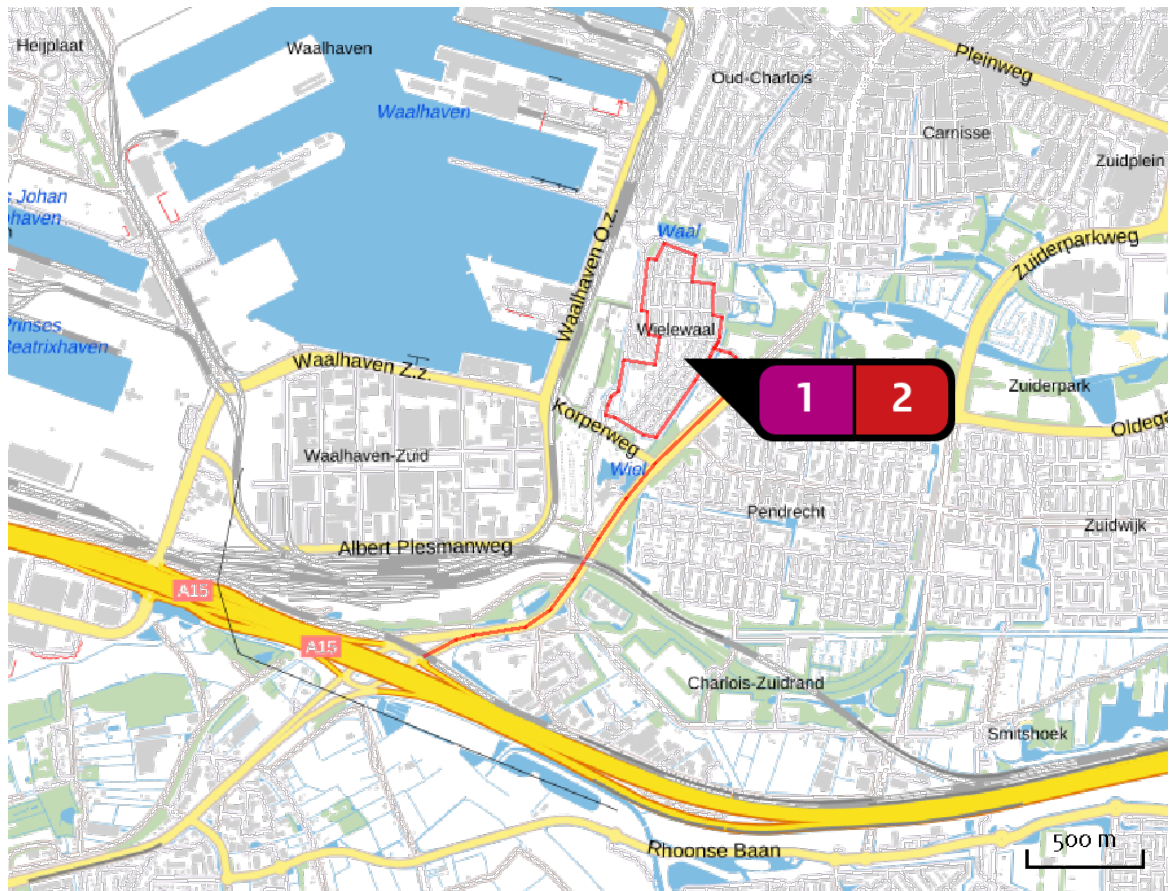 Heijplaat
Waalhaven
Oud-Charlois
Pleinweg
Waalhaven
Carnisse
Zuidplein
Johan
haven
Waalhaven O.z.
Waal
Zuiderparkweg
Prinses
Beatrixhaven
Wielewaal
Waalhaven Z.z.
1 2
Zuiderpark
Korperweg
Waalhaven-Zuid
Wiel
Pendrecht
Zuidwijk
Albert Plesmanweg
A15
A15
Charlois-Zuidrand
Smitshoek
Rhoonse Baan
500 m